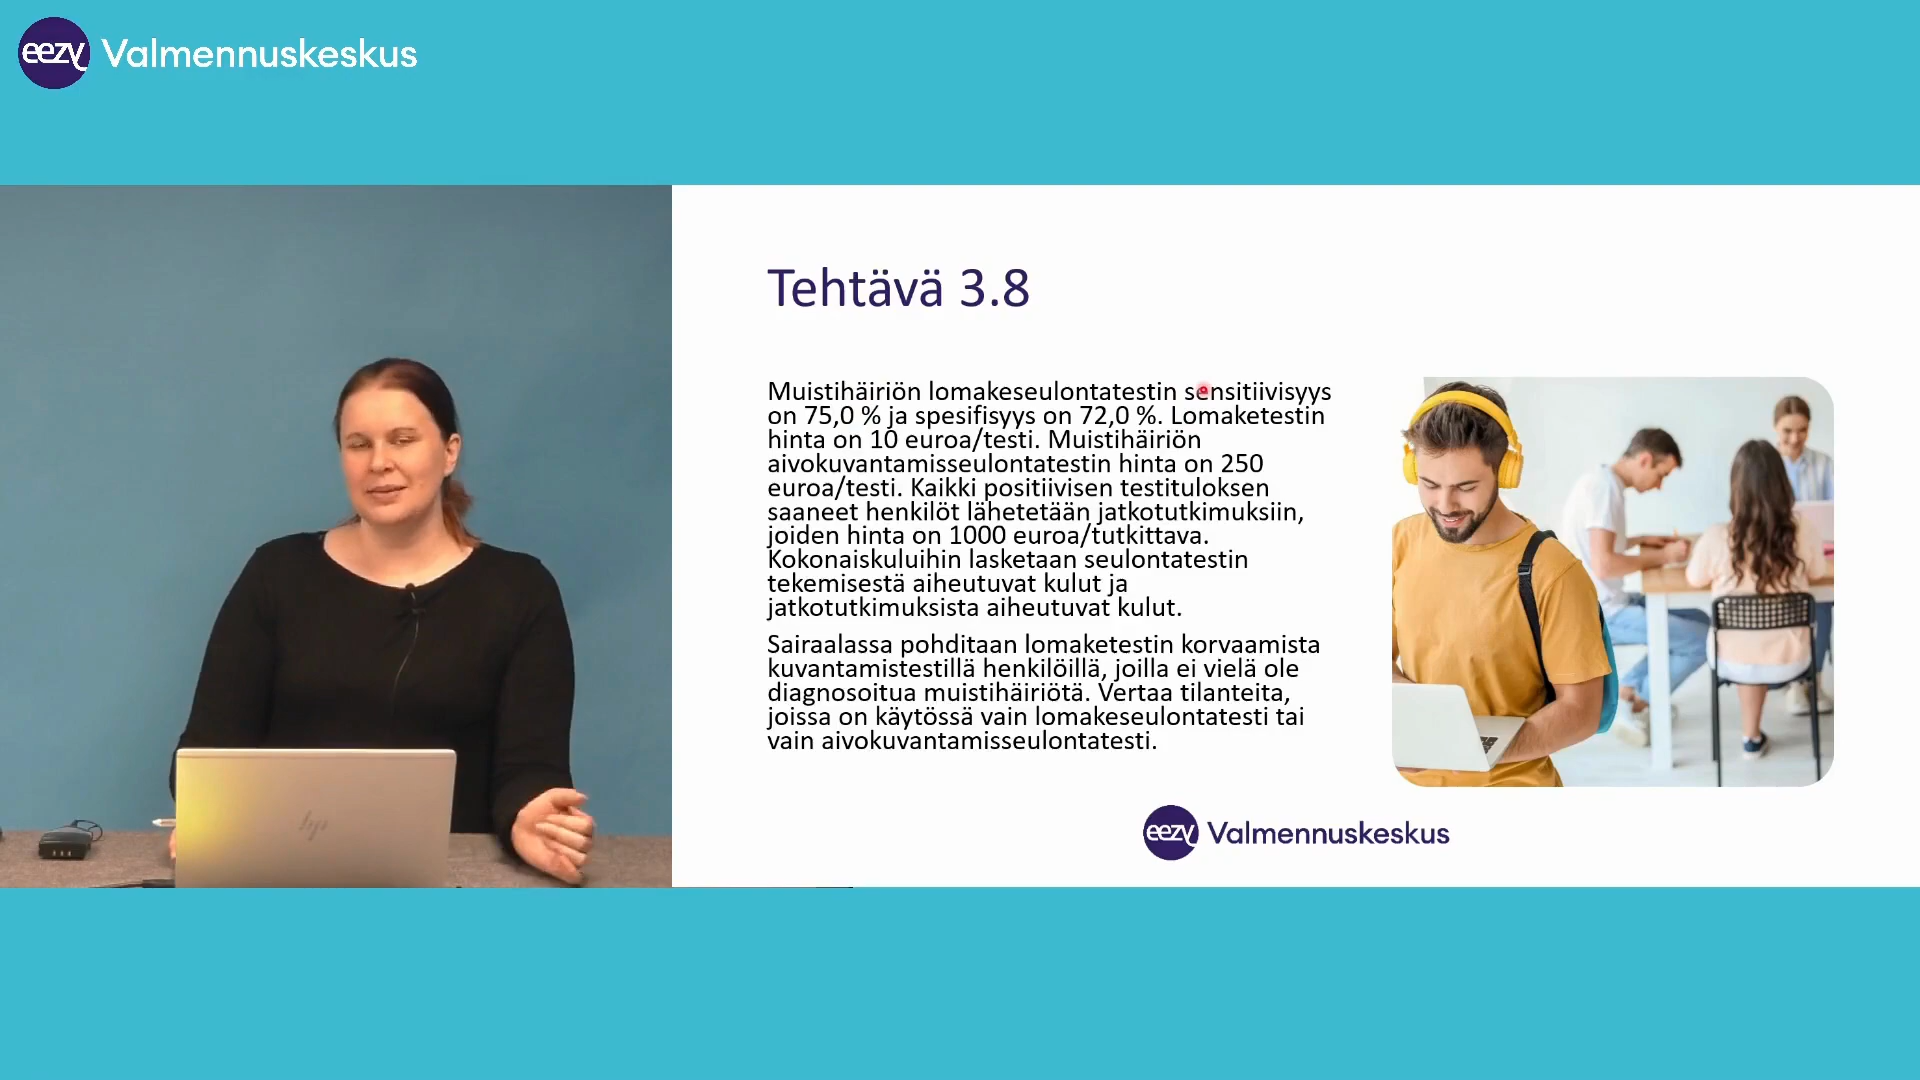 eezy Valmennuskeskus
Tehtävä 3.8
Muistihäiriön lomakeseulontatestin sensitiivisyys
on 75,0 % ja spesifisyys on 72,0 %. Lomaketestin
hinta on 10 euroa/testi. Muistihäiriön
aivokuvantamisseulontatestin hinta on 250
euroa/testi. Kaikki positiivisen testituloksen
saaneet henkilöt lähetetään jatkotutkimuksiin,
joiden hinta on 1000 euroa/tutkittava.
Kokonaiskuluihin lasketaan seulontatestin
tekemisestä aiheutuvat kulut ja
jatkotutkimuksista aiheutuvat kulut.
Sairaalassa pohditaan lomaketestin korvaamista
kuvantamistestillä henkilöillä, joilla ei vielä ole
diagnosoitua muistihäiriötä. Vertaa tilanteita,
joissa on käytössä vain lomakeseulontatesti tai
vain aivokuvantamisseulontatesti.
hp
eezy Valmennuskeskus